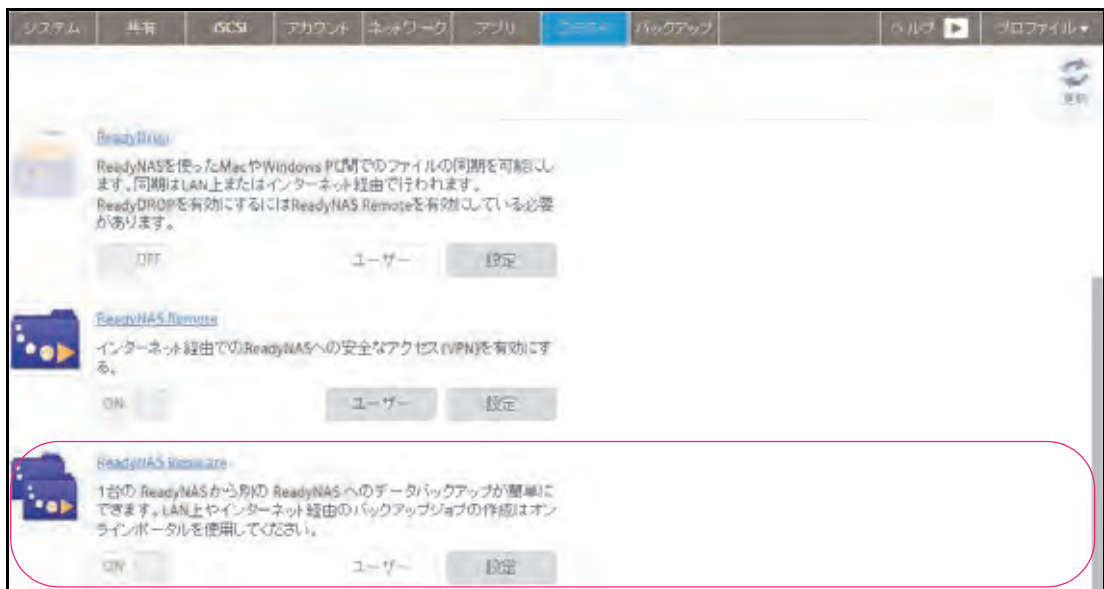 システム 共有 iSCSI アカウント ネットワーク アプリ バックアップ ヘルプ プロファイル
更新
ReadyDrop
ReadyNASを使ったMacやWindows PC間でのファイルの同期を可能にし
ます。同期はLAN上またはインターネット経由で行われます。
ReadyDROPを有効にするにはReadyNAS Remoteを有効にしている必要
があります。
OFF ユーザー 設定
ReadyNAS Remote
インターネット経由でのReadyNASへの安全なアクセス(VPN)を有効にす
る。
ON ユーザー 設定
ReadyNAS
1台の ReadyNASから別の ReadyNAS へのデータバックアップが簡単に
できます。LAN上やインターネット経由のバックアップジョブの作成はオン
ラインポータルを使用してください。
ON ユーザー 設定